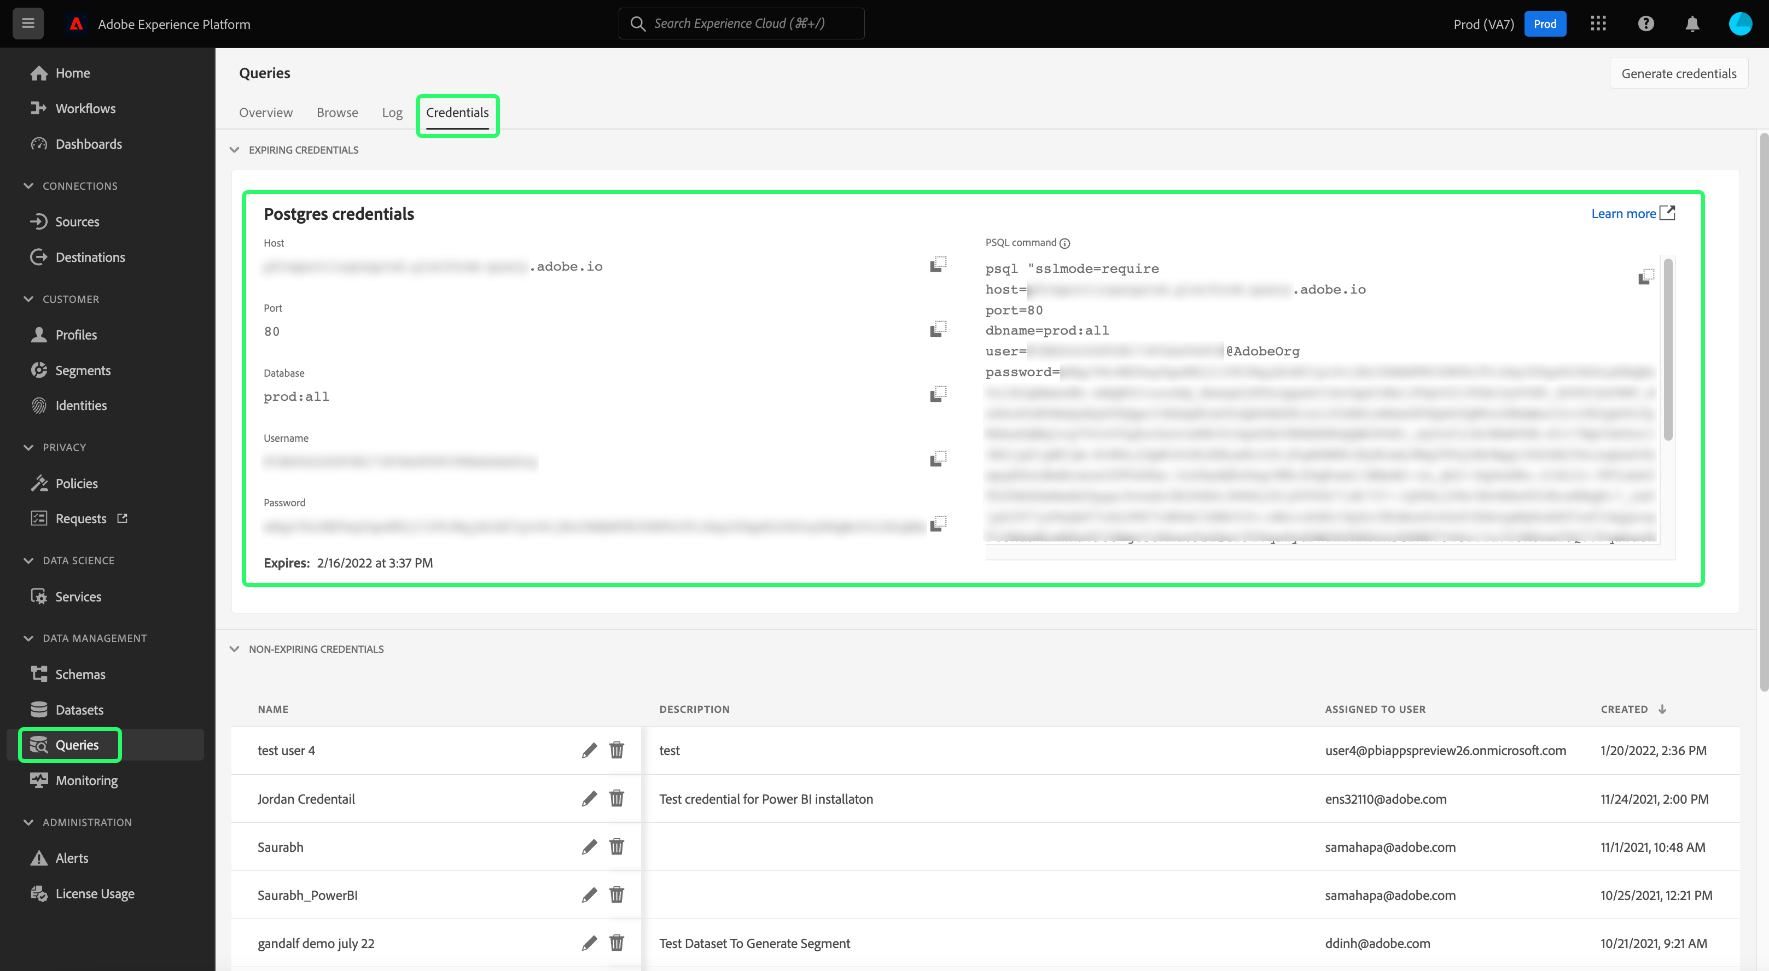 Adobe Experience Platform
Search Experience Cloud (⌘+/)
Prod (VA7)
Prod
Home
Workflows
Dashboards
CONNECTIONS
Sources
Destinations
CUSTOMER
Profiles
Segments
Identities
PRIVACY
Policies
Requests
DATA SCIENCE
Services
DATA MANAGEMENT
Schemas
Datasets
Queries
Monitoring
ADMINISTRATION
Alerts
License Usage
Queries
Generate credentials
Overview Browse Log Credentials
EXPIRING CREDENTIALS
Postgres credentials
Learn more
Host
.adobe.io
Port
80
Database
prod:all
Username
Password
Expires: 2/16/2022 at 3:37 PM
PSQL command
psql "sslmode=require
host= .adobe.io
port=80
dbname=prod:all
user= @AdobeOrg
password=
NON-EXPIRING CREDENTIALS
NAME DESCRIPTION ASSIGNED TO USER CREATED
test user 4 test user4@pbiappspreview26.onmicrosoft.com 1/20/2022, 2:36 PM
Jordan Credentail Test credential for Power BI installaton ens32110@adobe.com 11/24/2021, 2:00 PM
Saurabh samahapa@adobe.com 11/1/2021, 10:48 AM
Saurabh_PowerBI samahapa@adobe.com 10/25/2021, 12:21 PM
gandalf demo july 22 Test Dataset To Generate Segment ddinh@adobe.com 10/21/2021, 9:21 AM